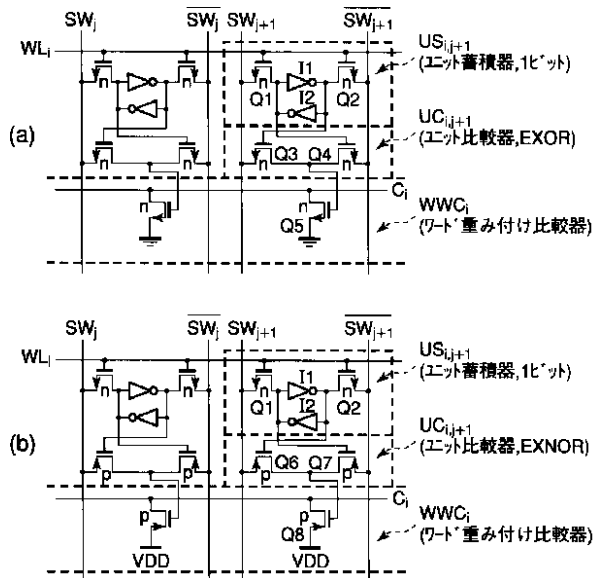 SWj
SWj
SWj+1
SWj+1
WLi
USi,j+1
(ユニット蓄積器,1ビット)
n
n
I1
I2
n
n
Q1
Q2
UCi,j+1
(ユニット比較器,EXOR)
(a)
n
n
n
n
Q3
Q4
Ci
n
n
Q5
WWCi
(ワード重み付け比較器)
SWj
SWj
SWj+1
SWj+1
WLi
USi,j+1
(ユニット蓄積器,1ビット)
n
n
I1
I2
n
n
Q1
Q2
UCi,j+1
(ユニット比較器,EXNOR)
(b)
p
p
p
p
Q6
Q7
Ci
p
p
Q8
WWCi
(ワード重み付け比較器)
VDD
VDD